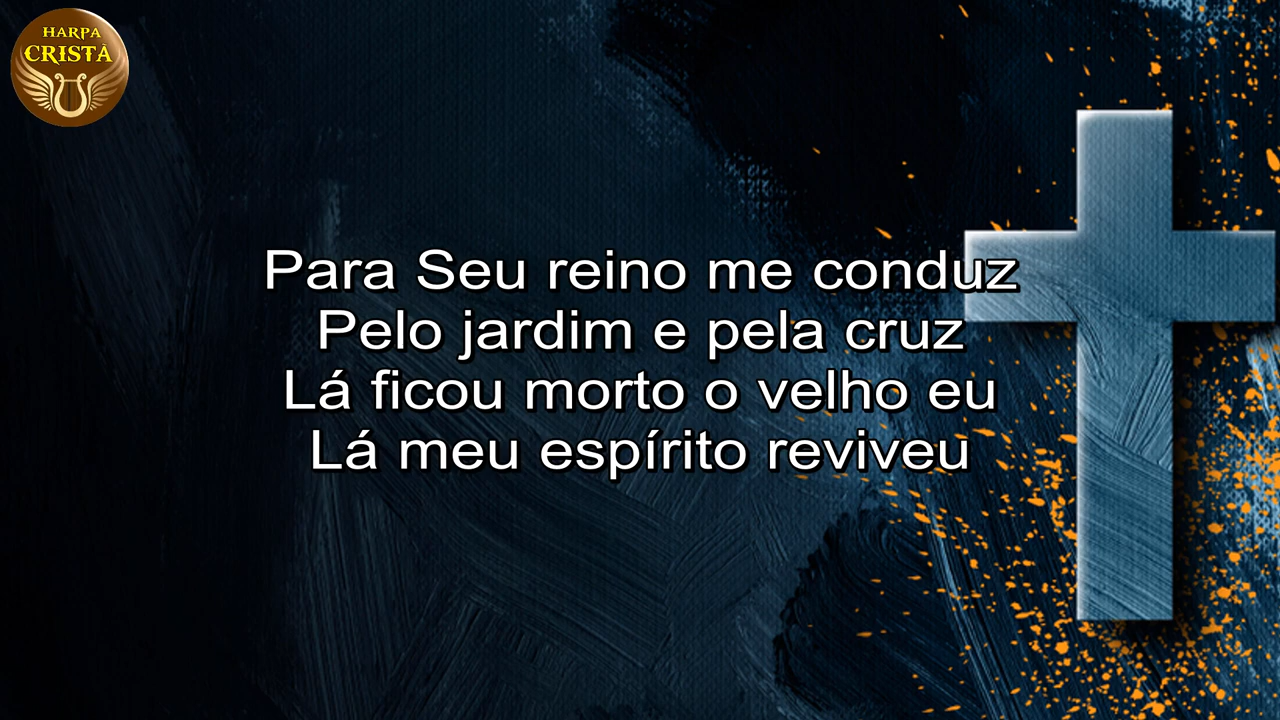 HARPA
CRISTÃ
Para Seu reino me conduz
Pelo jardim e pela cruz
Lá ficou morto o velho eu
Lá meu espírito reviveu